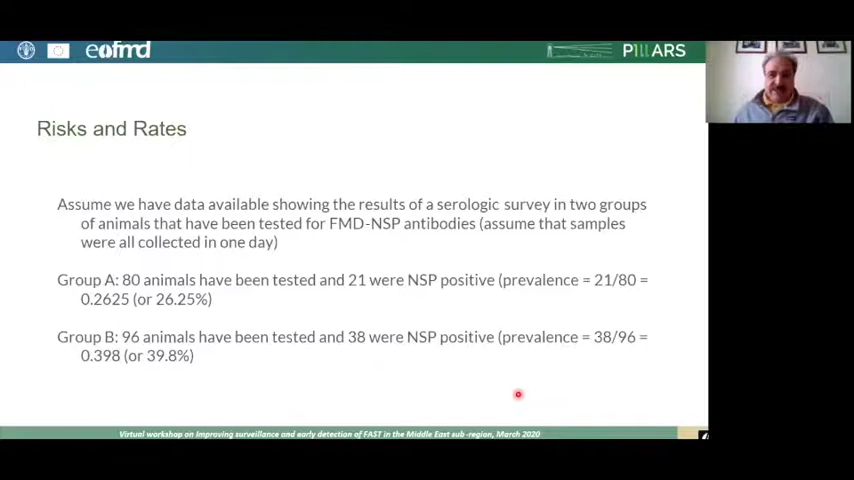 eofmd
P111ARS
Risks and Rates
Assume we have data available showing the results of a serologic survey in two groups
of animals that have been tested for FMD-NSP antibodies (assume that samples
were all collected in one day)
Group A: 80 animals have been tested and 21 were NSP positive (prevalence = 21/80 =
0.2625 (or 26.25%)
Group B: 96 animals have been tested and 38 were NSP positive (prevalence = 38/96 =
0.398 (or 39.8%)
Virtual workshop on Improving surveillance and early detection of FAST in the Middle East sub-region, March 2020